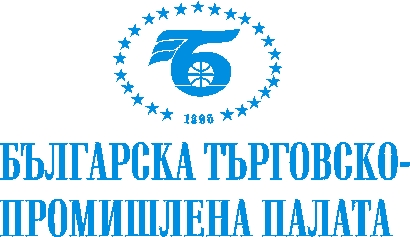 1895
БЪЛГАРСКА ТЪРГОВСКО-
ПРОМИШЛЕНА ПАЛАТА